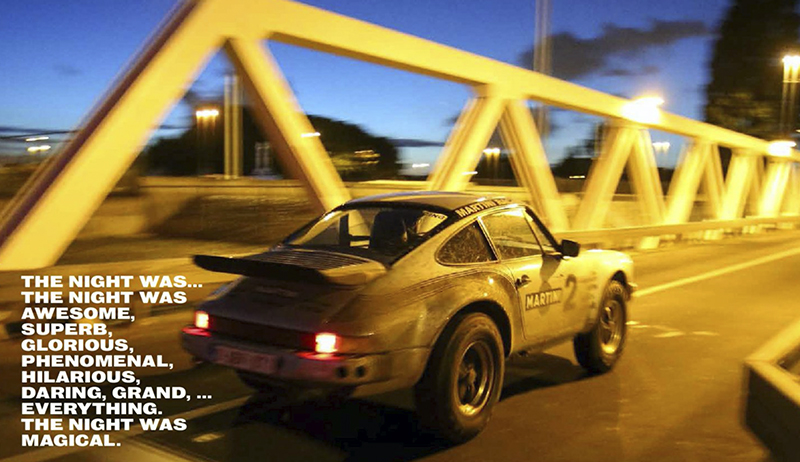 MARTINI
MARTINI
2
THE NIGHT WAS...
THE NIGHT WAS
AWESOME,
SUPERB,
GLORIOUS,
PHENOMENAL,
HILARIOUS,
DARING, GRAND, ...
EVERYTHING.
THE NIGHT WAS
MAGICAL.